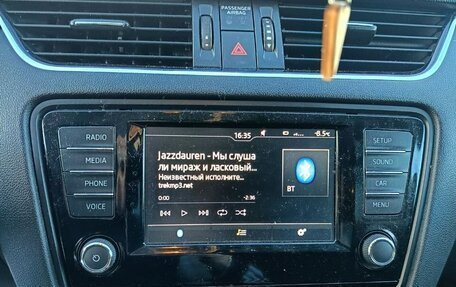 PASSENGER
AIRBAG
RADIO
MEDIA
PHONE
VOICE
16:35
-8.5°C
Jazzdauren - Мы слуша
ли мираж и ласковый...
Неизвестный исполните...
trekmp3.net
0:00
-2:36
BT
SETUP
SOUND
CAR
MENU